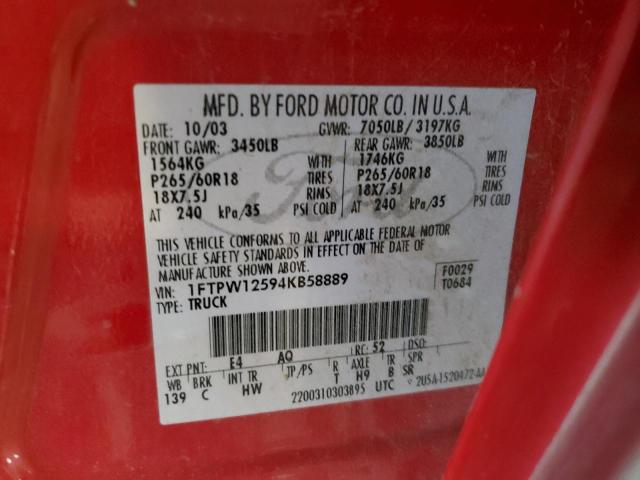 MFD. BY FORD MOTOR CO. IN U.S.A.
DATE: 10/03 GVWR: 7050LB / 3197KG
FRONT GAWR: 3450LB REAR GAWR: 3850LB
1564KG WITH 1746KG WITH
P265/60R18 TIRES P265/60R18 TIRES
18X7.5J RIMS 18X7.5J RIMS
AT 240 kPa/35 PSI COLD AT 240 kPa/35 PSI COLD
Ford
THIS VEHICLE CONFORMS TO ALL APPLICABLE FEDERAL MOTOR
VEHICLE SAFETY STANDARDS IN EFFECT ON THE DATE OF
MANUFACTURE SHOWN ABOVE.
VIN: 1FTPW12594KB58889 F0029
TYPE: TRUCK T0684
EXT PNT: E4 AQ RC: 52 DSO:
WB BRK INT TR TP/PS R AXLE TR SPR
139 C HW T H9 B SR
2200310303895 UTC